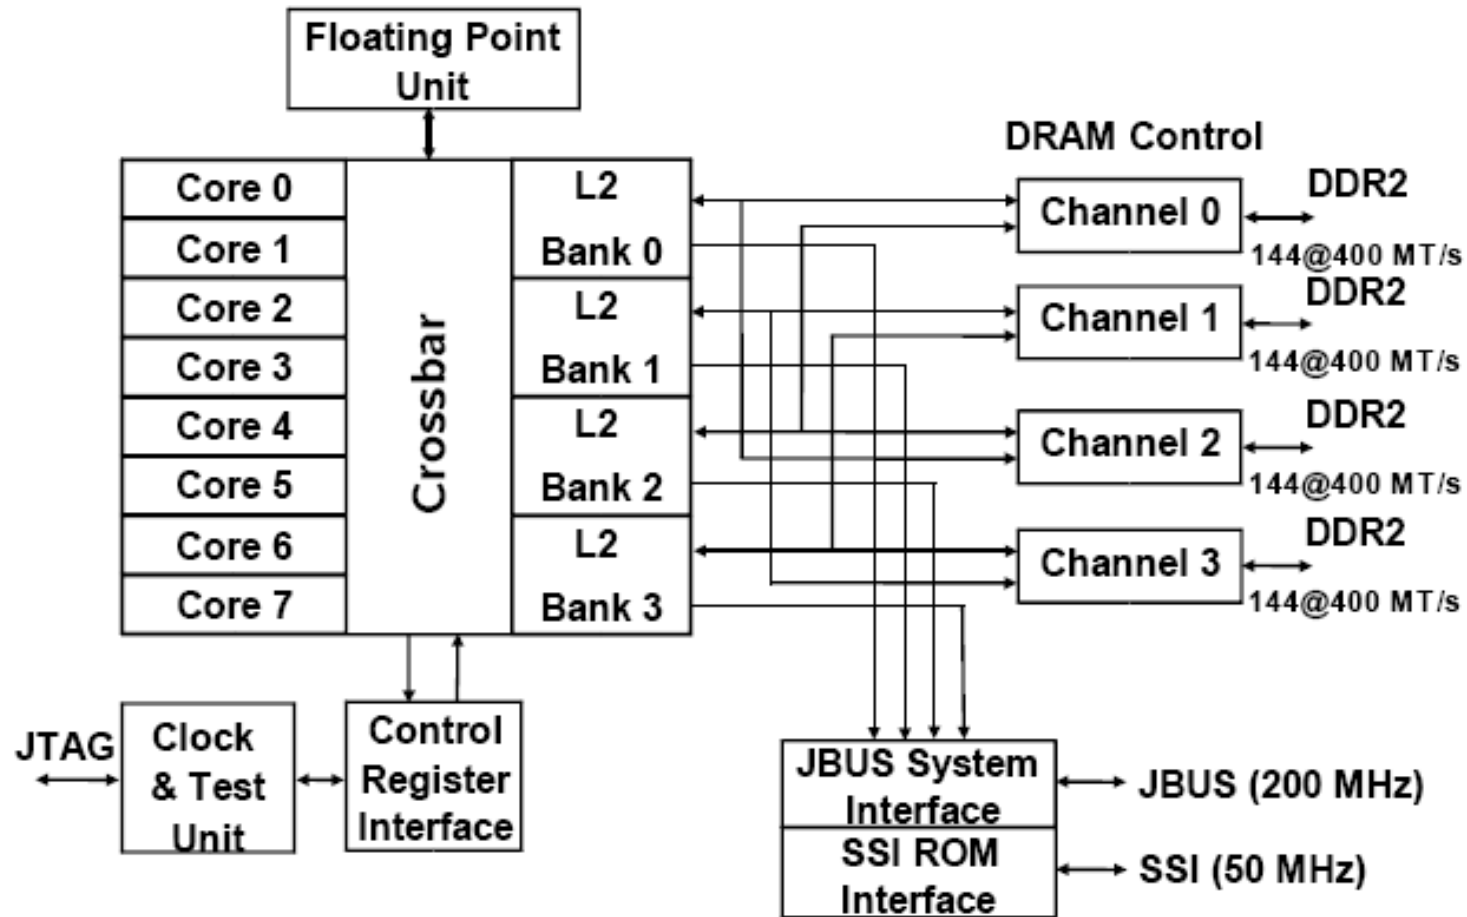 Floating Point
Unit
DRAM Control
Core 0
Core 1
Core 2
Core 3
Core 4
Core 5
Core 6
Core 7
Crossbar
L2
Bank 0
L2
Bank 1
L2
Bank 2
L2
Bank 3
Channel 0
DDR2
144@400 MT/s
Channel 1
DDR2
144@400 MT/s
Channel 2
DDR2
144@400 MT/s
Channel 3
DDR2
144@400 MT/s
JTAG
Clock
& Test
Unit
Control
Register
Interface
JBUS System
Interface
JBUS (200 MHz)
SSI ROM
Interface
SSI (50 MHz)